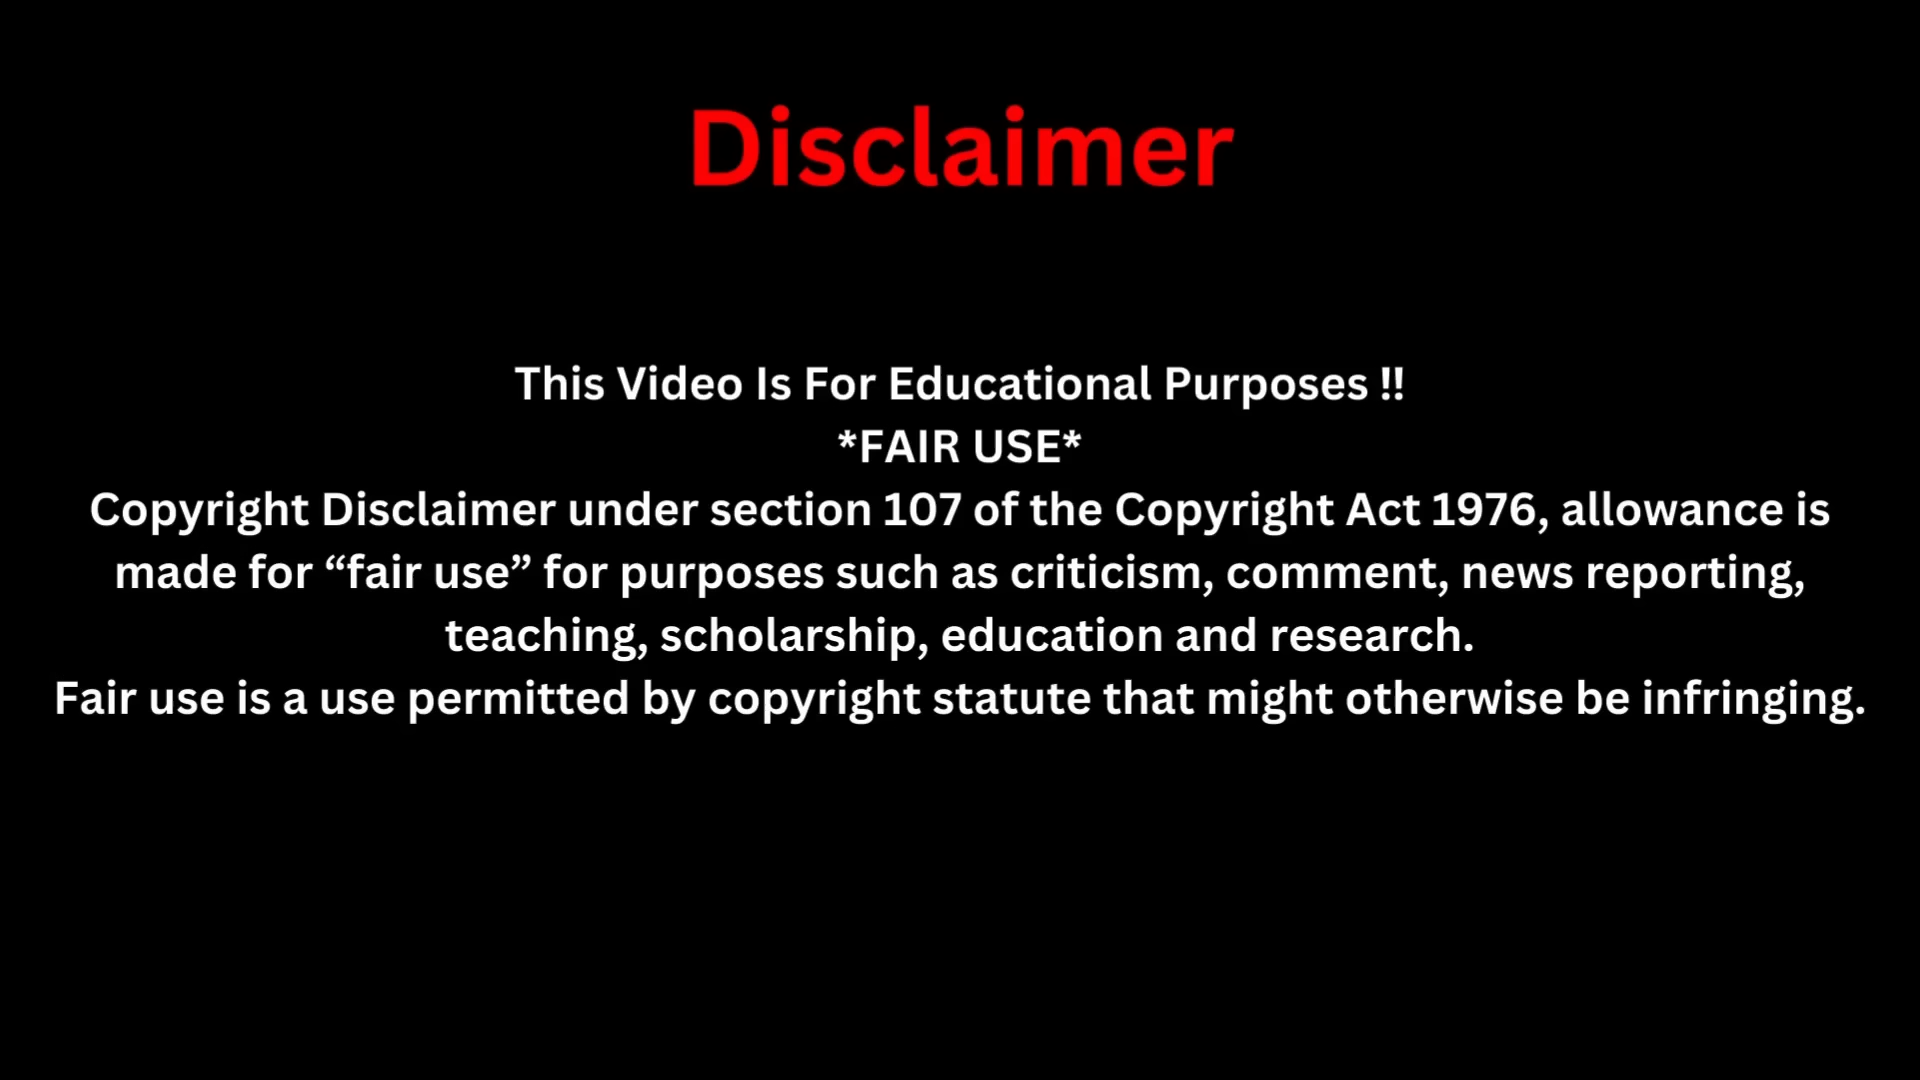 Disclaimer
This Video Is For Educational Purposes !!
*FAIR USE*
Copyright Disclaimer under section 107 of the Copyright Act 1976, allowance is
made for “fair use” for purposes such as criticism, comment, news reporting,
teaching, scholarship, education and research.
Fair use is a use permitted by copyright statute that might otherwise be infringing.